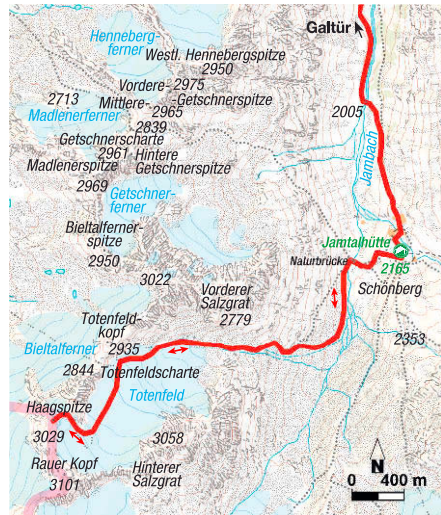 Galtür
Henneberg-
ferner
Westl. Hennebergspitze
2950
Vordere-
2975
-Getschnerspitze
Mittlere-
2965
2713
Madlenerferner
2839
2005
Getschnerscharte
2961
Hintere
Getschnerspitze
Madlenerspitze
2969
Jambach
Getschner-
ferner
Bieltalferner-
spitze
2950
Jamtalhütte
2165
Naturbrücke
3022
Schönberg
Vorderer
Salzgrat
2779
Totenfeld-
kopf
2935
2353
Bieltalferner
2844
Totenfeldscharte
Totenfeld
Haagspitze
3029
3058
Rauer Kopf
3101
Hinterer
Salzgrat
N
0 400 m